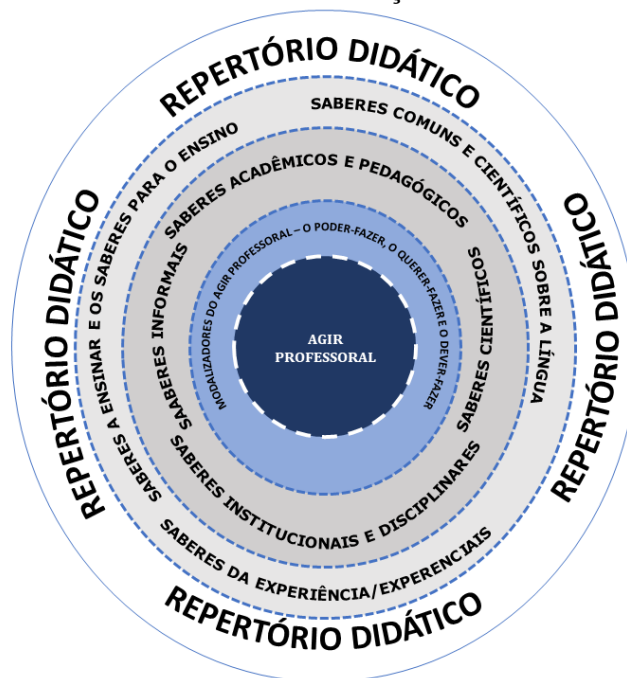 REPERTÓRIO DIDÁTICO
REPERTÓRIO DIDÁTICO
REPERTÓRIO DIDÁTICO
REPERTÓRIO DIDÁTICO
SABERES COMUNS E CIENTÍFICOS SOBRE A LÍNGUA
SABERES A ENSINAR E OS SABERES PARA O ENSINO
SABERES DA EXPERIÊNCIA/EXPERENCIAIS
SABERES ACADÊMICOS E PEDAGÓGICOS
SAABERES INFORMAIS
SABERES CIENTÍFICOS
SABERES INSTITUCIONAIS E DISCIPLINARES
MODALIZADORES DO AGIR PROFESSORAL – O PODER-FAZER, O QUERER-FAZER E O DEVER-FAZER
AGIR
PROFESSORAL